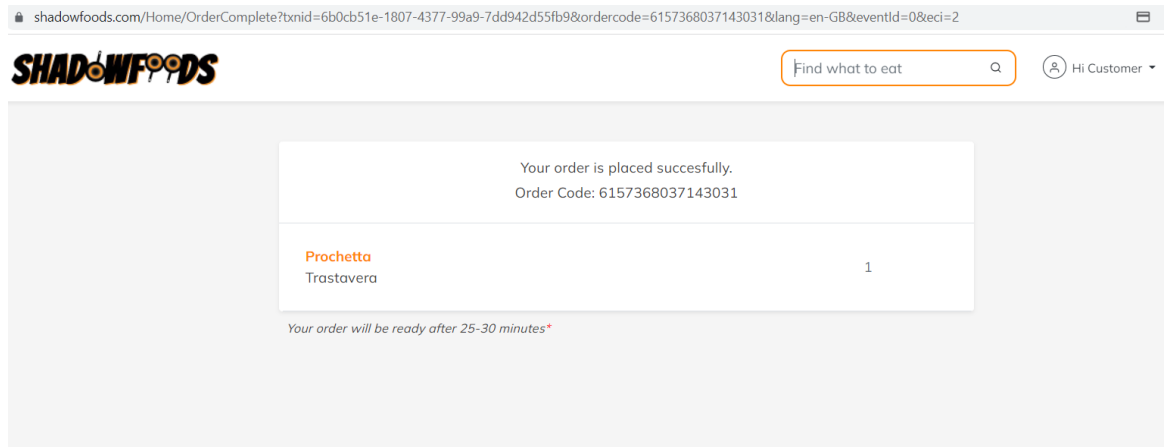 shadowfoods.com/Home/OrderComplete?txnid=6b0cb51e-1807-4377-99a9-7dd942d55fb9&ordercode=6157368037143031&lang=en-GB&eventId=0&eci=2
SHADOWFOODS
Find what to eat
Hi Customer
Your order is placed succesfully.
Order Code: 6157368037143031
Prochetta
Trastavera
1
Your order will be ready after 25-30 minutes*